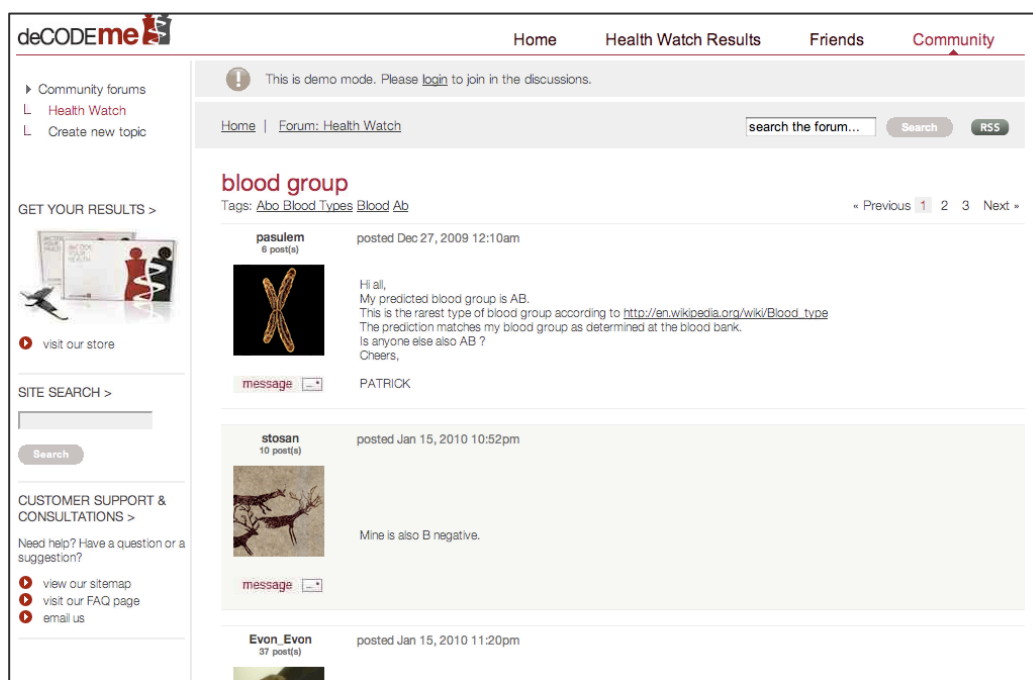 deCODEme
Home Health Watch Results Friends Community
Community forums
Health Watch
Create new topic
This is demo mode. Please login to join in the discussions.
Home | Forum: Health Watch
search the forum... Search RSS
blood group
Tags: Abo Blood Types Blood Ab
« Previous 1 2 3 Next »
GET YOUR RESULTS >
visit our store
SITE SEARCH >
Search
CUSTOMER SUPPORT &
CONSULTATIONS >
Need help? Have a question or a
suggestion?
view our sitemap
visit our FAQ page
email us
pasulem
6 post(s)
posted Dec 27, 2009 12:10am
Hi all,
My predicted blood group is AB.
This is the rarest type of blood group according to http://en.wikipedia.org/wiki/Blood_type
The prediction matches my blood group as determined at the blood bank.
Is anyone else also AB ?
Cheers,
PATRICK
message
stosan
10 post(s)
posted Jan 15, 2010 10:52pm
Mine is also B negative.
message
Evon_Evon
37 post(s)
posted Jan 15, 2010 11:20pm